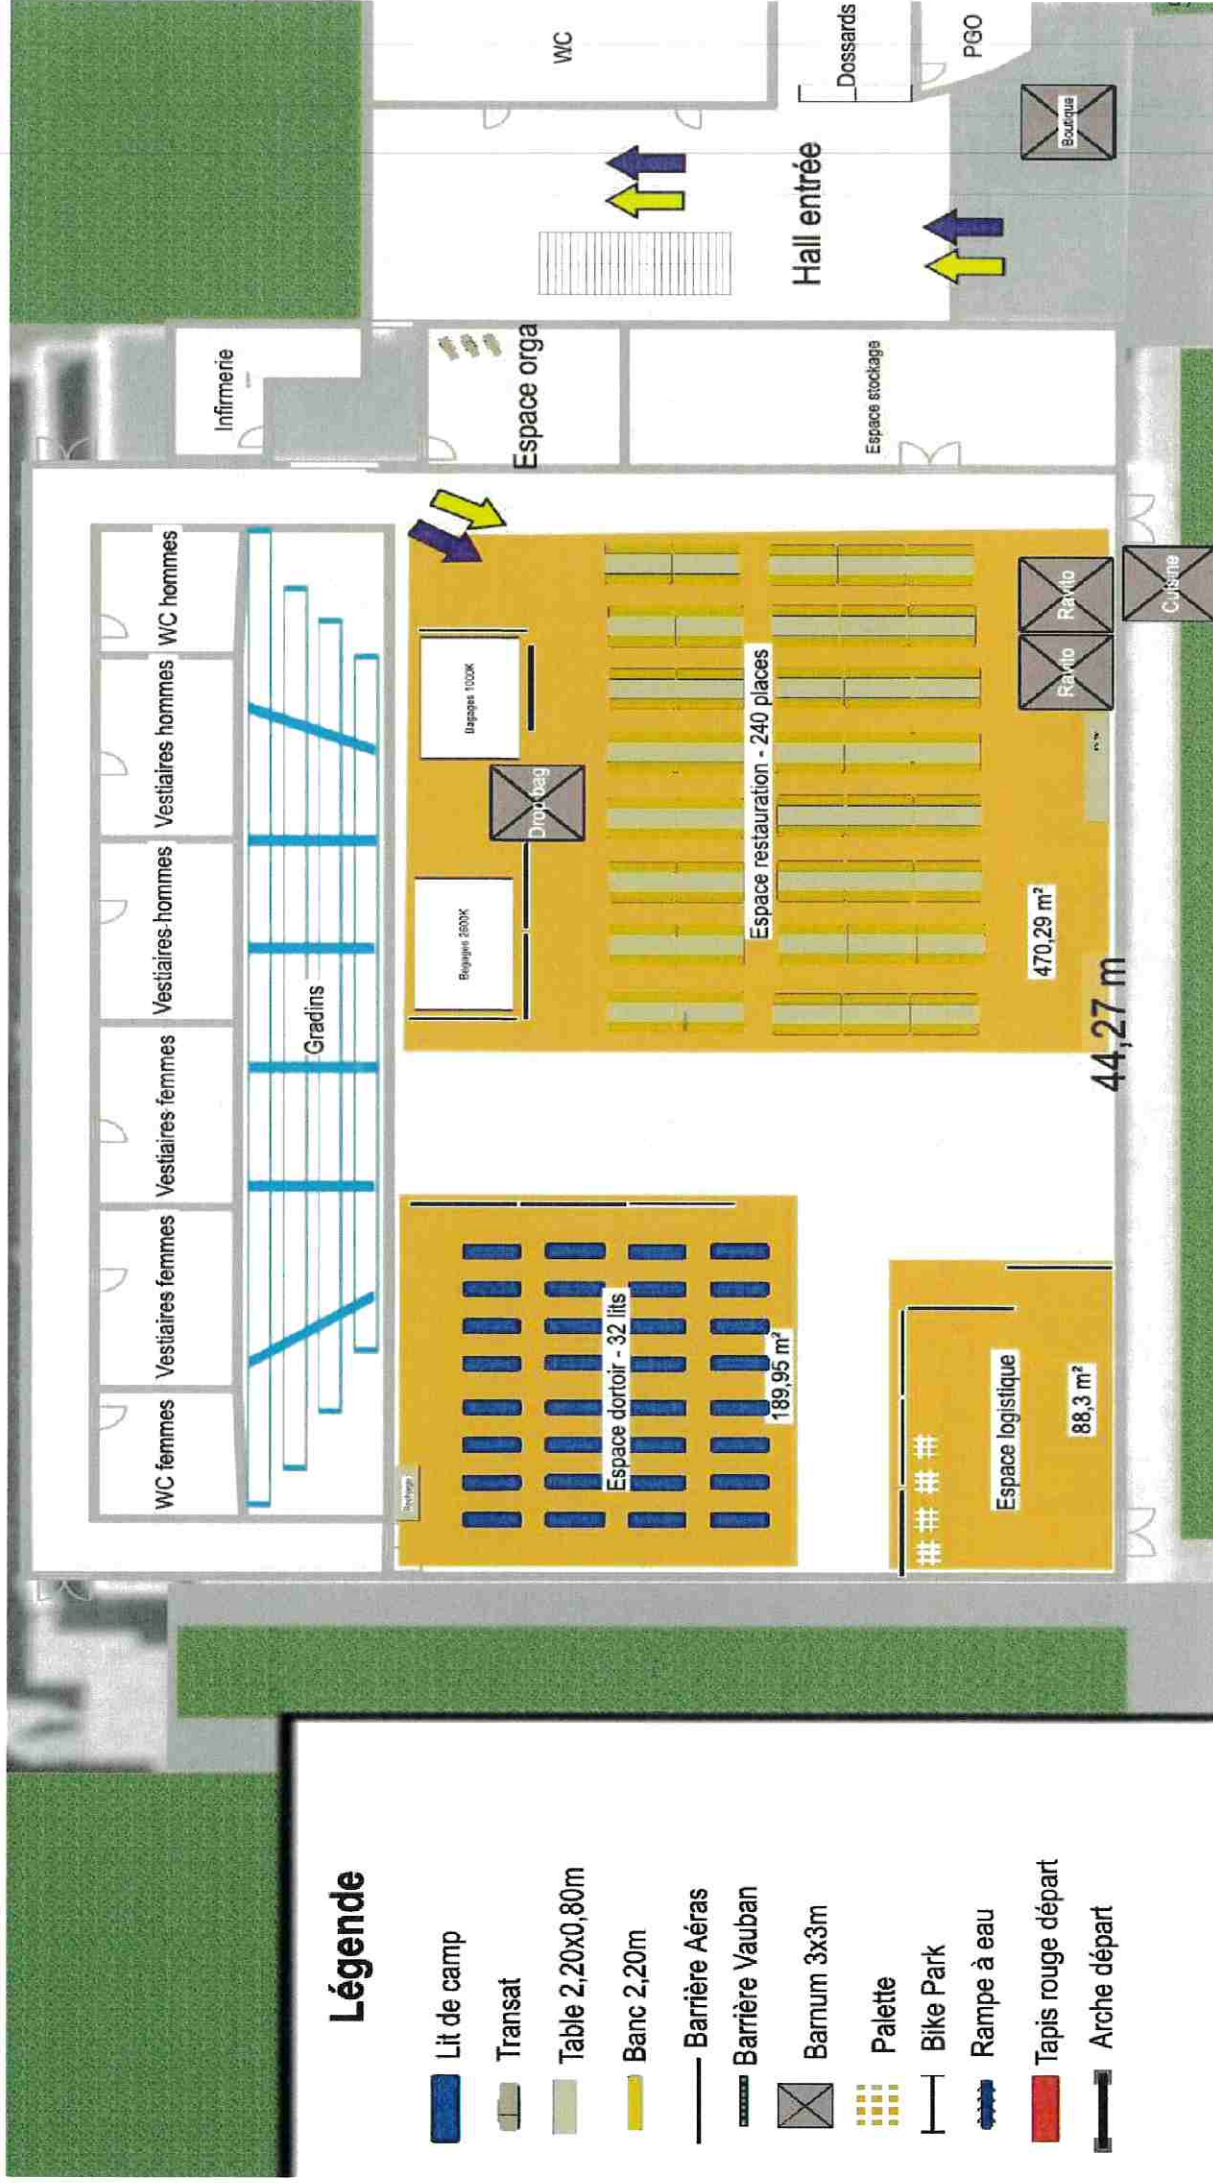 WC
Dossards
PGO
Boutique
Hall entrée
Infirmerie
Espace orga
Espace stockage
WC femmes
Vestiaires femmes
Vestiaires femmes
Vestiaires hommes
Vestiaires hommes
WC hommes
Gradins
Bagages 2600K
Drop bag
Bagages 1000K
Espace restauration - 240 places
Ravito
Ravito
Cuisine
470,29 m²
44,27 m
Espace dortoir - 32 lits
189,95 m²
Espace logistique
88,3 m²
Légende
Lit de camp
Transat
Table 2,20x0,80m
Banc 2,20m
Barrière Aéras
Barrière Vauban
Barnum 3x3m
Palette
Bike Park
Rampe à eau
Tapis rouge départ
Arche départ